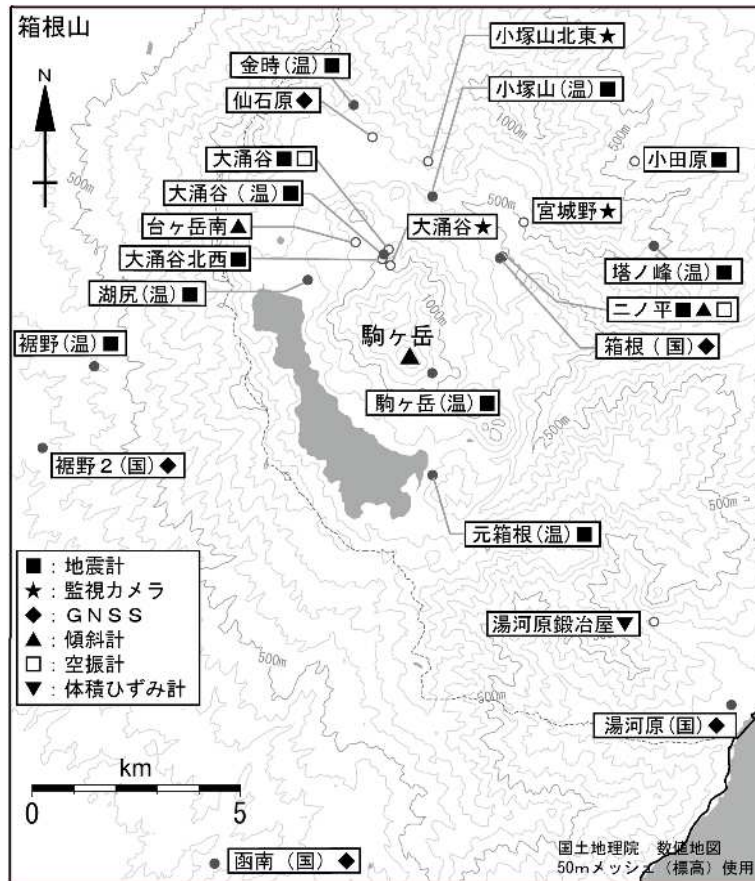 箱根山
N
小塚山北東★
金時(温)■
小塚山(温)■
仙石原◆
1000m
500m
大涌谷■□
小田原■
500m
大涌谷(温)■
500m
宮城野★
台ヶ岳南▲
大涌谷★
大涌谷北西■
塔ノ峰(温)■
湖尻(温)■
二ノ平■▲□
1000m
裾野(温)■
駒ヶ岳
箱根(国)◆
駒ヶ岳(温)■
裾野2(国)◆
500m
元箱根(温)■
■:地震計
★:監視カメラ
◆:GNSS
▲:傾斜計
□:空振計
▼:体積ひずみ計
湯河原鍛冶屋▼
500m
500m
湯河原(国)◆
km
0 5
函南(国)◆
国土地理院 数値地図
50mメッシュ(標高)使用